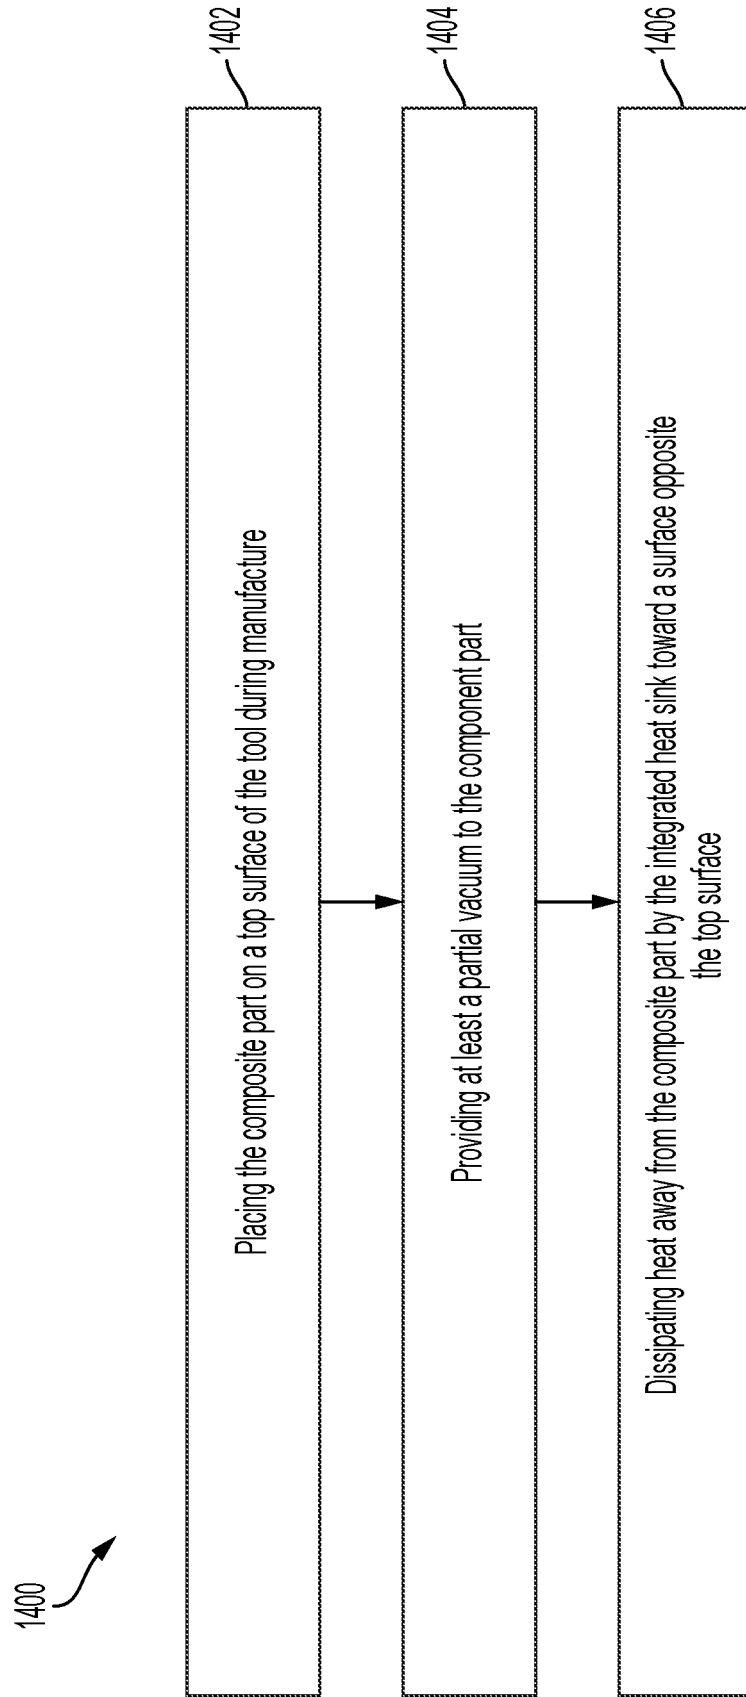 1400
1402
Placing the composite part on a top surface of the tool during manufacture
1404
Providing at least a partial vacuum to the component part
1406
Dissipating heat away from the composite part by the integrated heat sink toward a surface opposite
the top surface